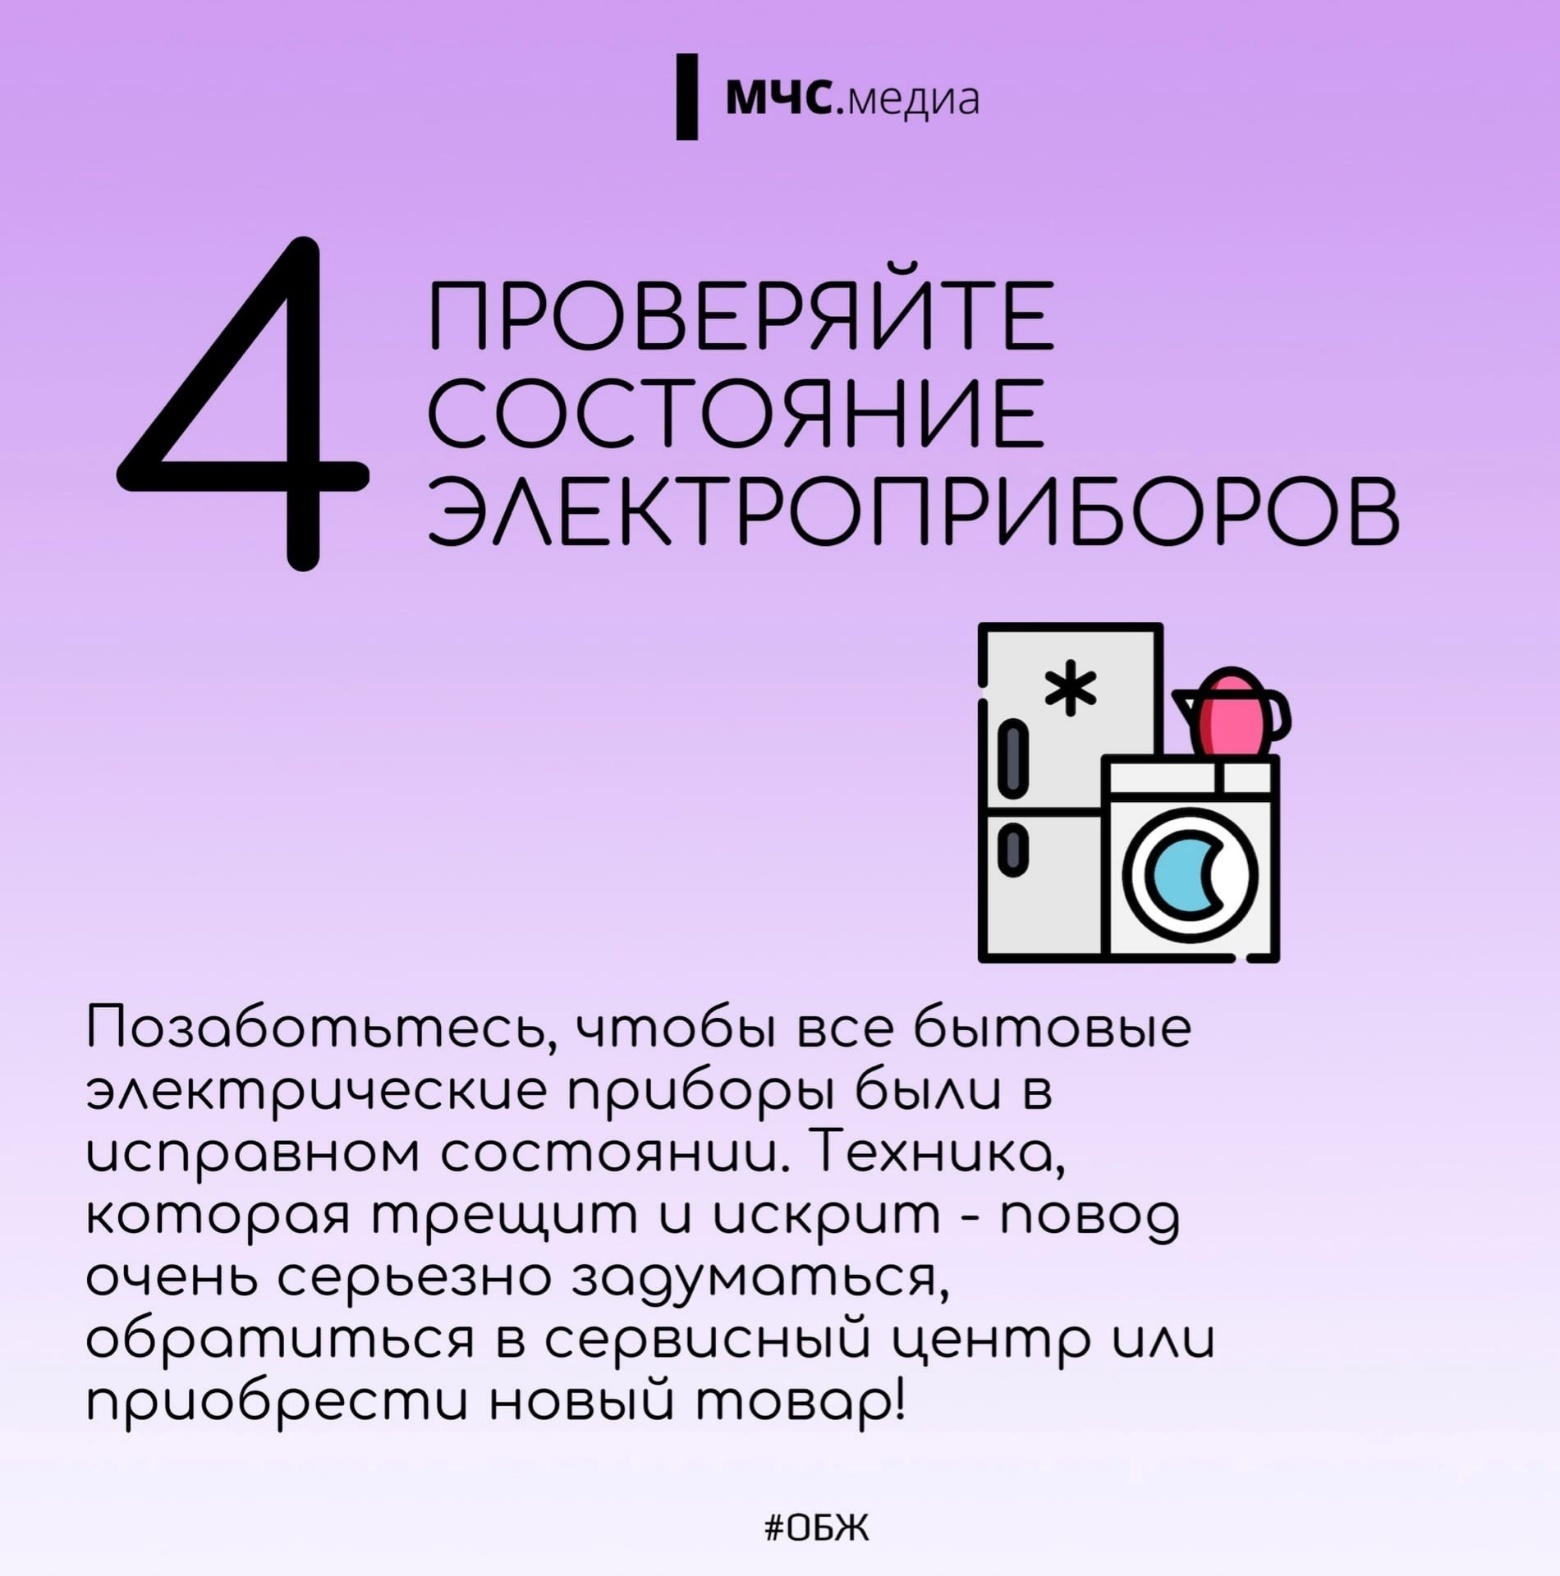 МЧС.медиа
4
ПРОВЕРЯЙТЕ
СОСТОЯНИЕ
ЭЛЕКТРОПРИБОРОВ
Позаботьтесь, чтобы все бытовые
электрические приборы были в
исправном состоянии. Техника,
которая трещит и искрит - повод
очень серьезно задуматься,
обратиться в сервисный центр или
приобрести новый товар!
#ОБЖ